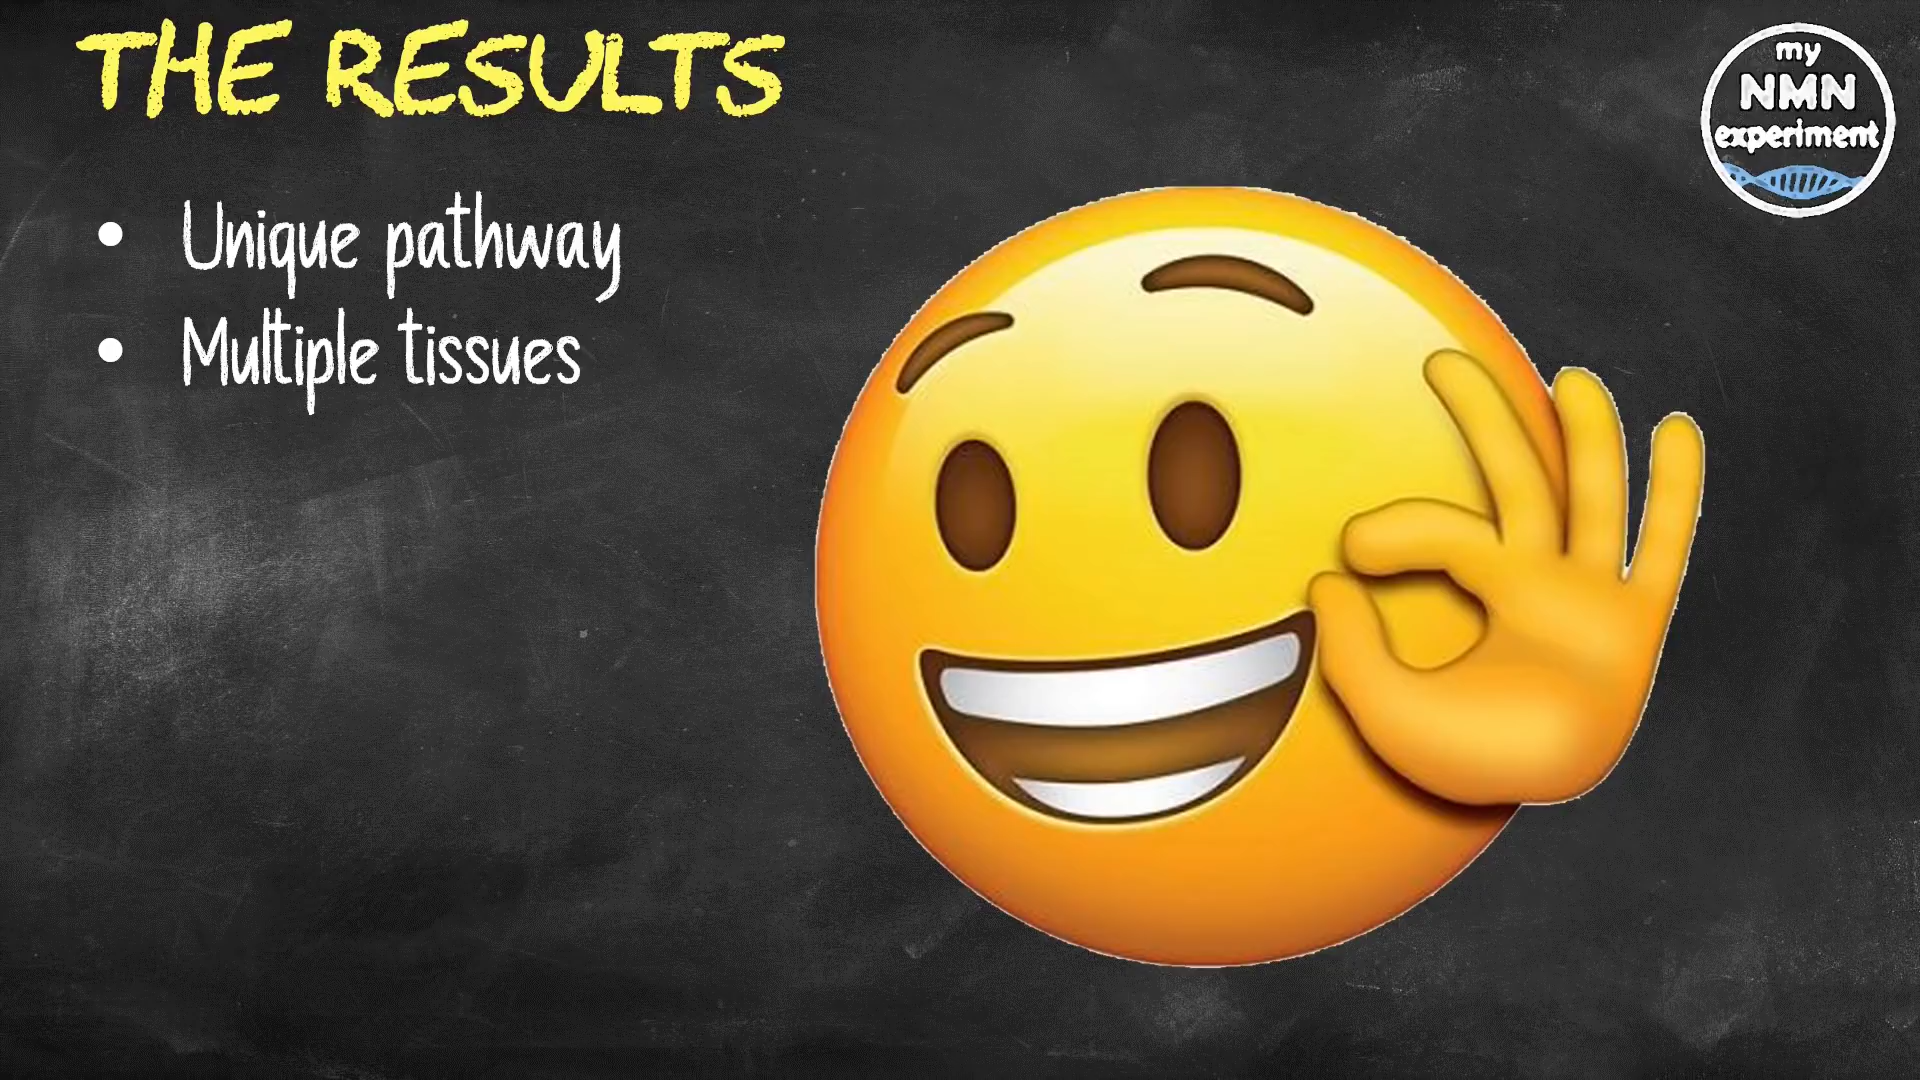 THE RESULTS
my
NMN
experiment
Unique pathway
Multiple tissues